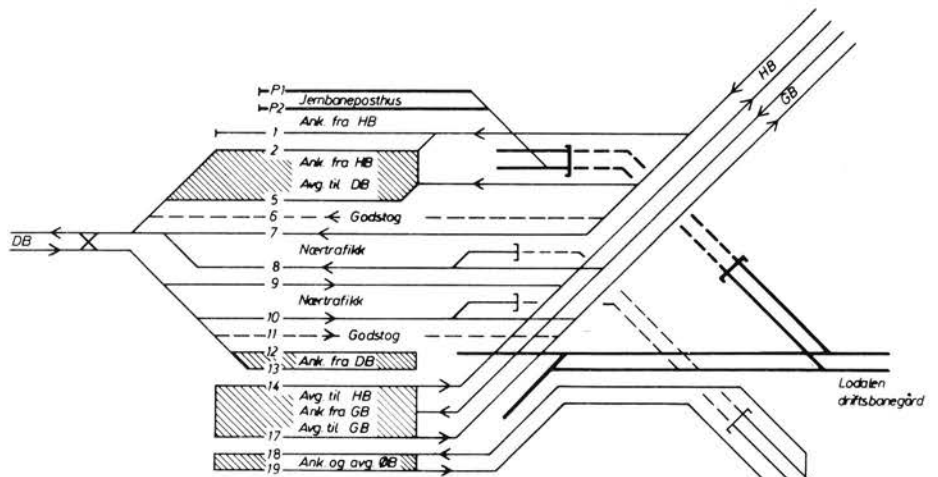 P1
Jernbaneposthus
P2
HB
GB
Ank. fra HB
1
2
Ank. fra HB
Avg. til DB
5
6 Godstog
7
DB
Nærtrafikk
8
9
Nærtrafikk
10
11 Godstog
12
Ank. fra DB
13
14
Avg. til HB
Ank. fra GB
Avg. til GB
17
18
Ank. og avg. ØB
19
Lodalen
driftsbanegård